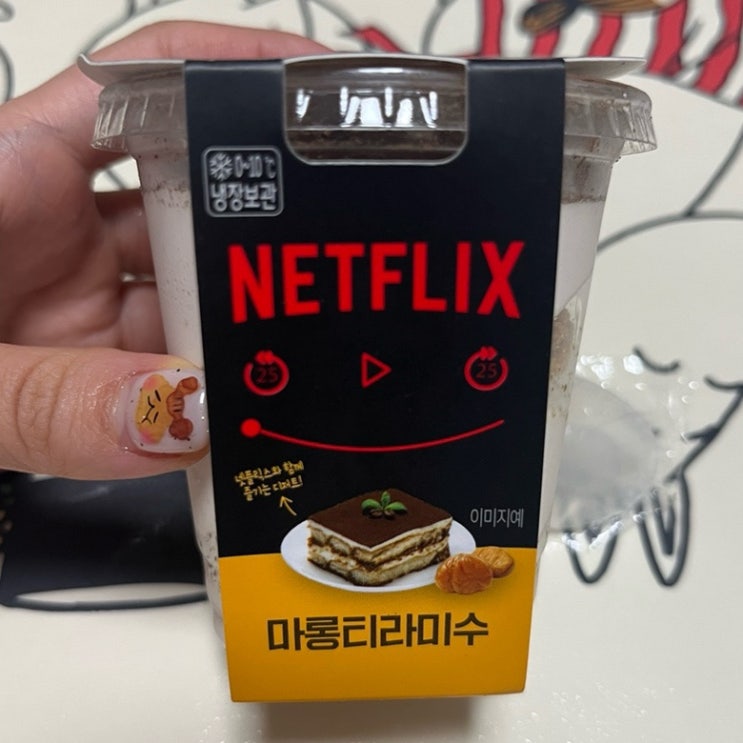 0~10℃
냉장보관
NETFLIX
25 25
넷플릭스와 함께
즐기는 디저트!
이미지예
마롱티라미수